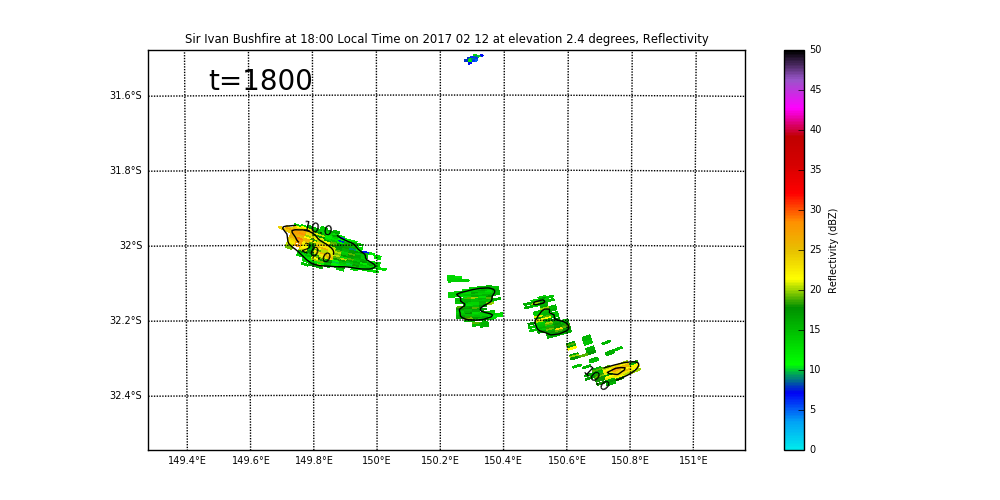 Sir Ivan Bushfire at 18:00 Local Time on 2017 02 12 at elevation 2.4 degrees, Reflectivity
t=1800
31.6°S
31.8°S
32°S
32.2°S
32.4°S
149.4°E 149.6°E 149.8°E 150°E 150.2°E 150.4°E 150.6°E 150.8°E 151°E
10.0
20.0
50
45
40
35
30
25
20
15
10
5
0
Reflectivity (dBZ)